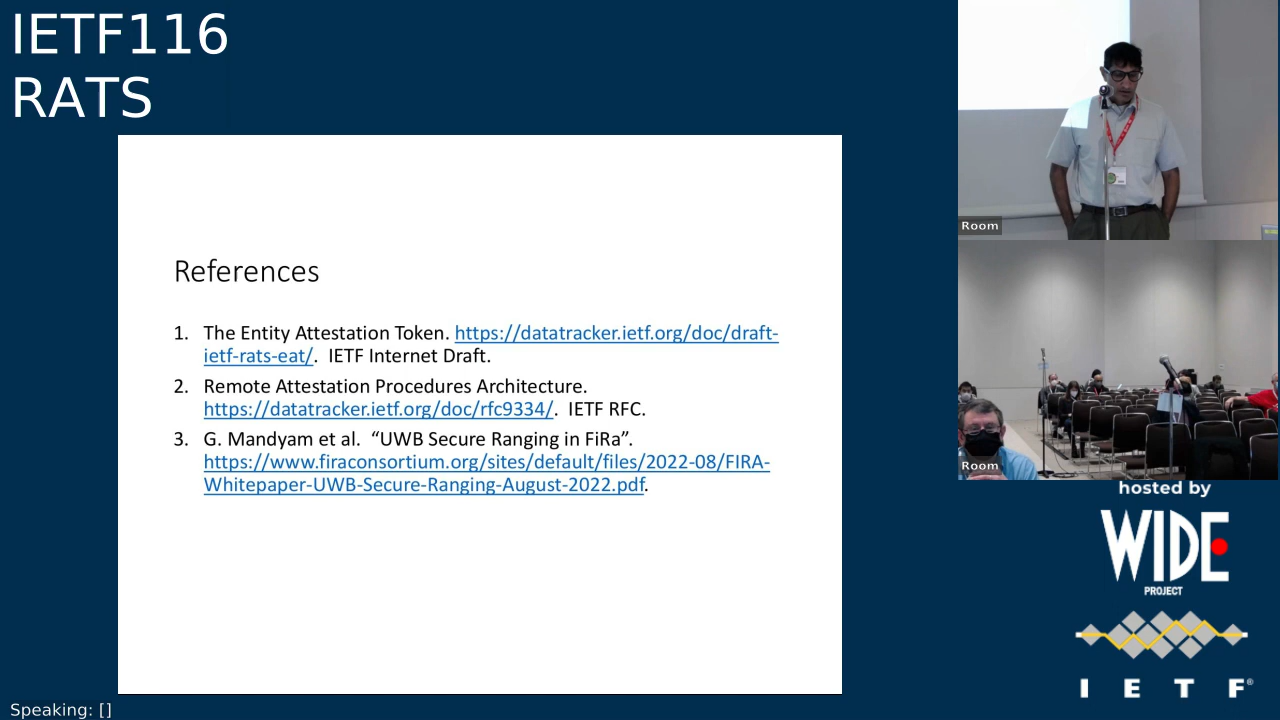 IETF116
RATS
References
1. The Entity Attestation Token. https://datatracker.ietf.org/doc/draft-
ietf-rats-eat/. IETF Internet Draft.
2. Remote Attestation Procedures Architecture.
https://datatracker.ietf.org/doc/rfc9334/. IETF RFC.
3. G. Mandyam et al. “UWB Secure Ranging in FiRa”.
https://www.firaconsortium.org/sites/default/files/2022-08/FIRA-
Whitepaper-UWB-Secure-Ranging-August-2022.pdf.
Room
Room
hosted by
WIDE
PROJECT
I E T F®
Speaking: []